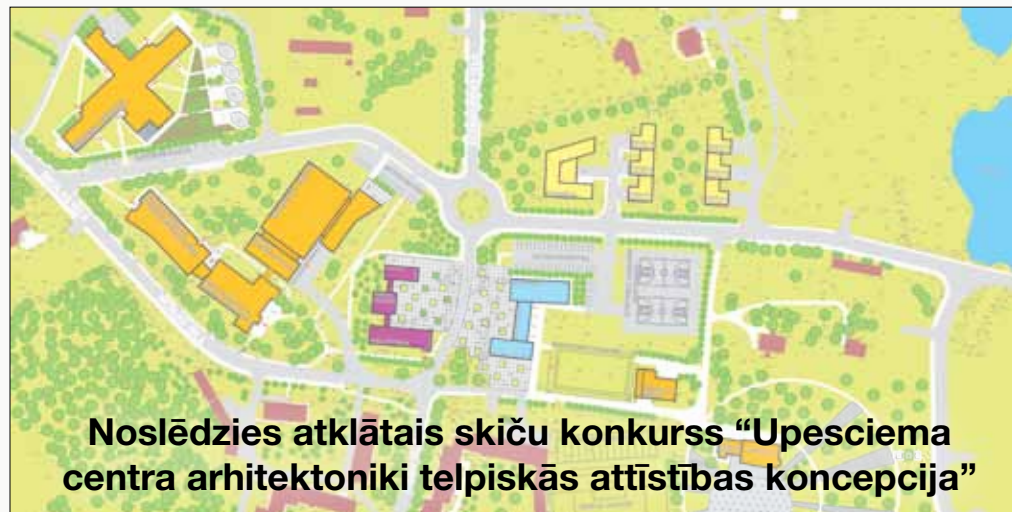 Noslēdzies atklātais skiču konkurss “Upesciema
centra arhitektoniki telpiskās attīstības koncepcija”